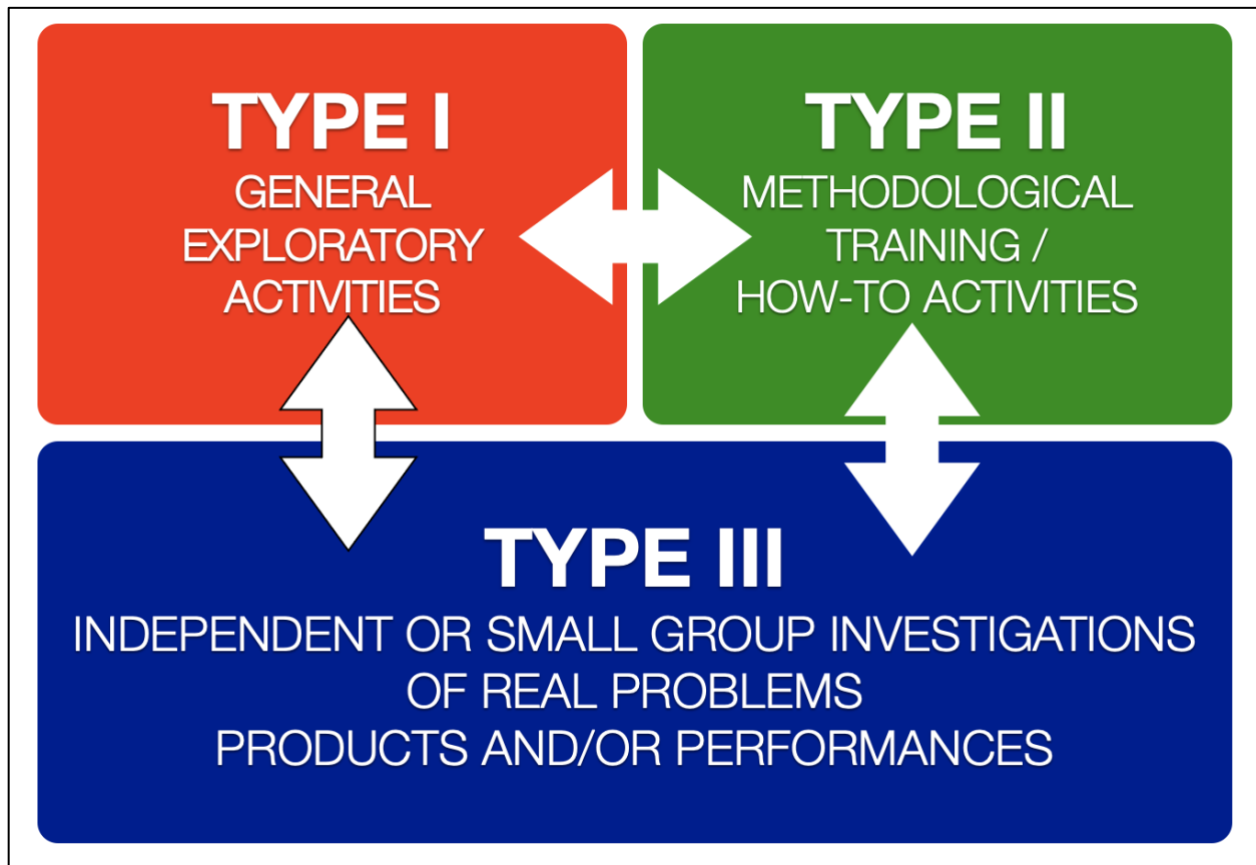 TYPE I
GENERAL
EXPLORATORY
ACTIVITIES
TYPE II
METHODOLOGICAL
TRAINING /
HOW-TO ACTIVITIES
TYPE III
INDEPENDENT OR SMALL GROUP INVESTIGATIONS
OF REAL PROBLEMS
PRODUCTS AND/OR PERFORMANCES